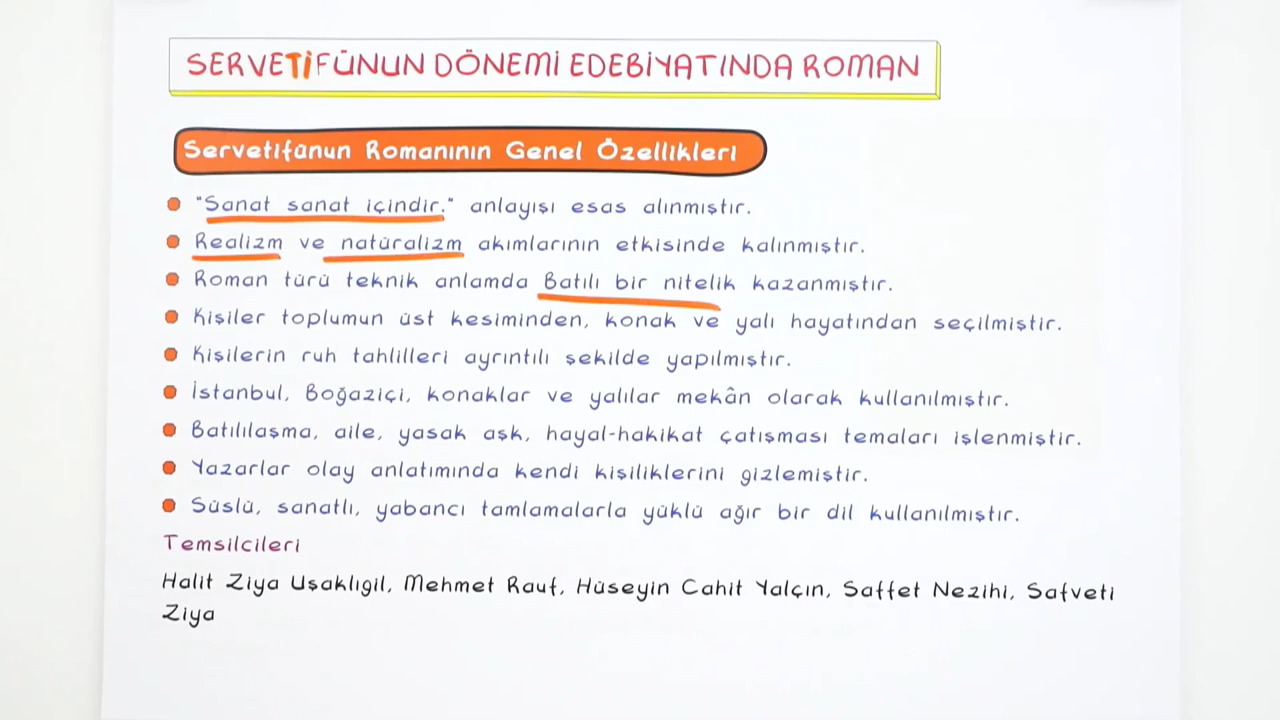 SERVETİFÜNUN DÖNEMİ EDEBİYATINDA ROMAN
Servetifünun Romanının Genel Özellikleri
"Sanat sanat içindir." anlayışı esas alınmıştır.
Realizm ve natüralizm akımlarının etkisinde kalınmıştır.
Roman türü teknik anlamda Batılı bir nitelik kazanmıştır.
Kişiler toplumun üst kesiminden, konak ve yalı hayatından seçilmiştir.
Kişilerin ruh tahlilleri ayrıntılı şekilde yapılmıştır.
İstanbul, Boğaziçi, konaklar ve yalılar mekân olarak kullanılmıştır.
Batılılaşma, aile, yasak aşk, hayal-hakikat çatışması temaları işlenmiştir.
Yazarlar olay anlatımında kendi kişiliklerini gizlemiştir.
Süslü, sanatlı, yabancı tamlamalarla yüklü ağır bir dil kullanılmıştır.
Temsilcileri
Halit Ziya Uşaklıgil, Mehmet Rauf, Hüseyin Cahit Yalçın, Saffet Nezihi, Safveti
Ziya